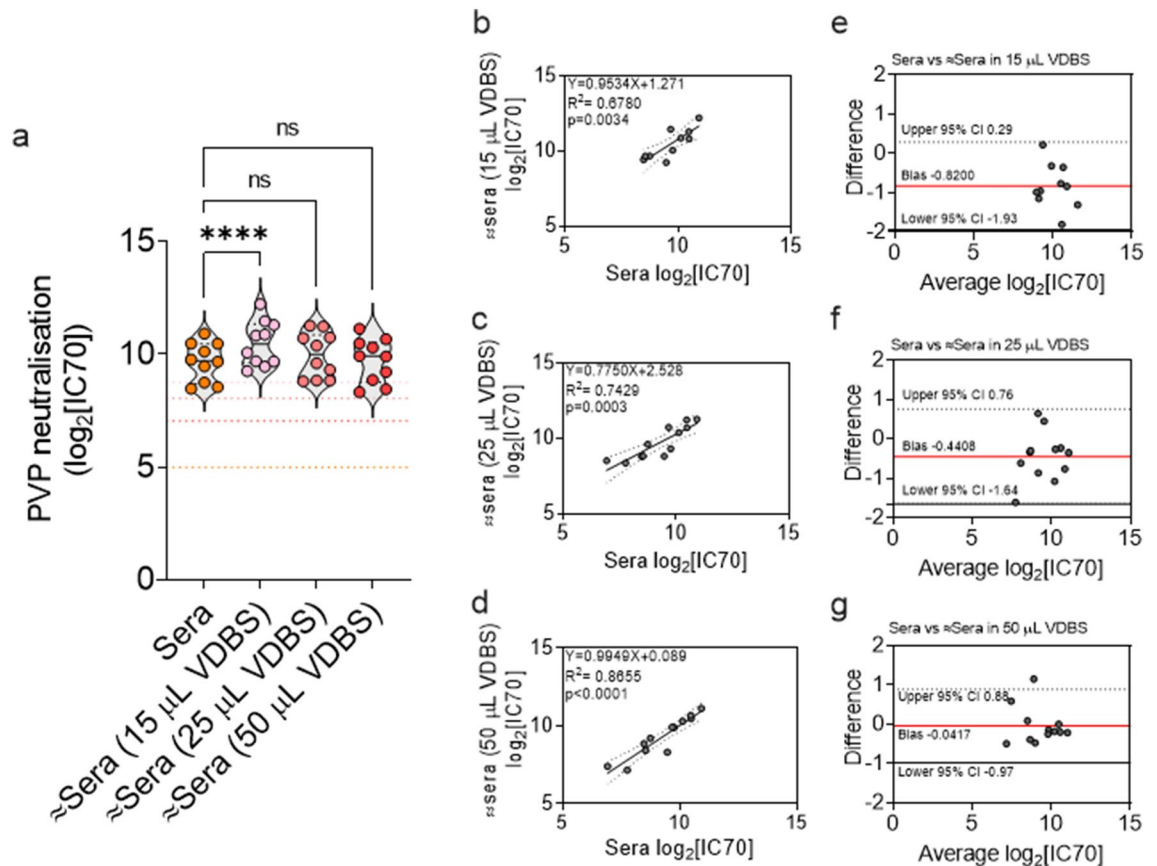 a
ns
ns
****
15
10
5
0
PVP neutralisation
(log₂[IC70])
Sera
≈Sera (15 µL VDBS)
≈Sera (25 µL VDBS)
≈Sera (50 µL VDBS)
b
Y=0.9534X+1.271
R²= 0.6780
p=0.0034
15
10
5
5
10
15
≈sera (15 µL VDBS)
log₂[IC70]
Sera log₂[IC70]
c
Y=0.7750X+2.528
R²= 0.7429
p=0.0003
15
10
5
5
10
15
≈sera (25 µL VDBS)
log₂[IC70]
Sera log₂[IC70]
d
Y=0.9949X+0.089
R²= 0.8655
p<0.0001
15
10
5
5
10
15
≈sera (50 µL VDBS)
log₂[IC70]
Sera log₂[IC70]
e
Sera vs ≈Sera in 15 µL VDBS
2
1
0
-1
-2
Upper 95% CI 0.29
Bias -0.8200
Lower 95% CI -1.93
0
5
10
15
Difference
Average log₂[IC70]
f
Sera vs ≈Sera in 25 µL VDBS
2
1
0
-1
-2
Upper 95% CI 0.76
Bias -0.4408
Lower 95% CI -1.64
0
5
10
15
Difference
Average log₂[IC70]
g
Sera vs ≈Sera in 50 µL VDBS
2
1
0
-1
-2
Upper 95% CI 0.88
Bias -0.0417
Lower 95% CI -0.97
0
5
10
15
Difference
Average log₂[IC70]